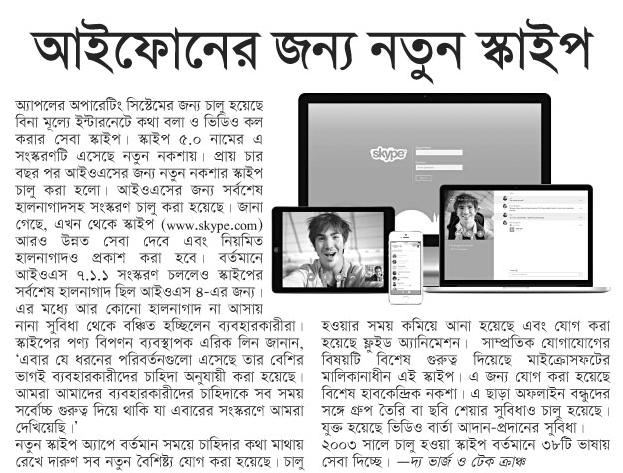 আইফোনের জন্য নতুন স্কাইপ
অ্যাপলের অপারেটিং সিস্টেমের জন্য চালু হয়েছে
বিনা মূল্যে ইন্টারনেটে কথা বলা ও ভিডিও কল
করার সেবা স্কাইপ। স্কাইপ ৫.০ নামের এ
সংস্করণটি এসেছে নতুন নকশায়। প্রায় চার
বছর পর আইওএসের জন্য নতুন নকশার স্কাইপ
চালু করা হলো। আইওএসের জন্য সর্বশেষ
হালনাগাদসহ সংস্করণ চালু করা হয়েছে। জানা
গেছে, এখন থেকে স্কাইপ (www.skype.com)
আরও উন্নত সেবা দেবে এবং নিয়মিত
হালনাগাদও প্রকাশ করা হবে। বর্তমানে
আইওএস ৭.১.১ সংস্করণ চললেও স্কাইপের
সর্বশেষ হালনাগাদ ছিল আইওএস ৪-এর জন্য।
এর মধ্যে আর কোনো হালনাগাদ না আসায়
নানা সুবিধা থেকে বঞ্চিত হচ্ছিলেন ব্যবহারকারীরা।
স্কাইপের পণ্য বিপণন ব্যবস্থাপক এরিক লিন জানান,
‘এবার যে ধরনের পরিবর্তনগুলো এসেছে তার বেশির
ভাগই ব্যবহারকারীদের চাহিদা অনুযায়ী করা হয়েছে।
আমরা আমাদের ব্যবহারকারীদের চাহিদাকে সব সময়
সর্বোচ্চ গুরুত্ব দিয়ে থাকি যা এবারের সংস্করণে আমরা
দেখিয়েছি।’
নতুন স্কাইপ অ্যাপে বর্তমান সময়ে চাহিদার কথা মাথায়
রেখে দারুণ সব নতুন বৈশিষ্ট্য যোগ করা হয়েছে। চালু
skype
হওয়ার সময় কমিয়ে আনা হয়েছে এবং যোগ করা
হয়েছে ফ্লুইড অ্যানিমেশন। সাম্প্রতিক যোগাযোগের
বিষয়টি বিশেষ গুরুত্ব দিয়েছে মাইক্রোসফটের
মালিকানাধীন এই স্কাইপ। এ জন্য যোগ করা হয়েছে
বিশেষ হাবকেন্দ্রিক নকশা। এ ছাড়া অফলাইন বন্ধুদের
সঙ্গে গ্রুপ তৈরি বা ছবি শেয়ার সুবিধাও চালু হয়েছে।
যুক্ত হয়েছে ভিডিও বার্তা আদান-প্রদানের সুবিধা।
২০০৩ সালে চালু হওয়া স্কাইপ বর্তমানে ৩৮টি ভাষায়
সেবা দিচ্ছে। —দ্য ভার্জ ও টেক ক্রাঞ্চ